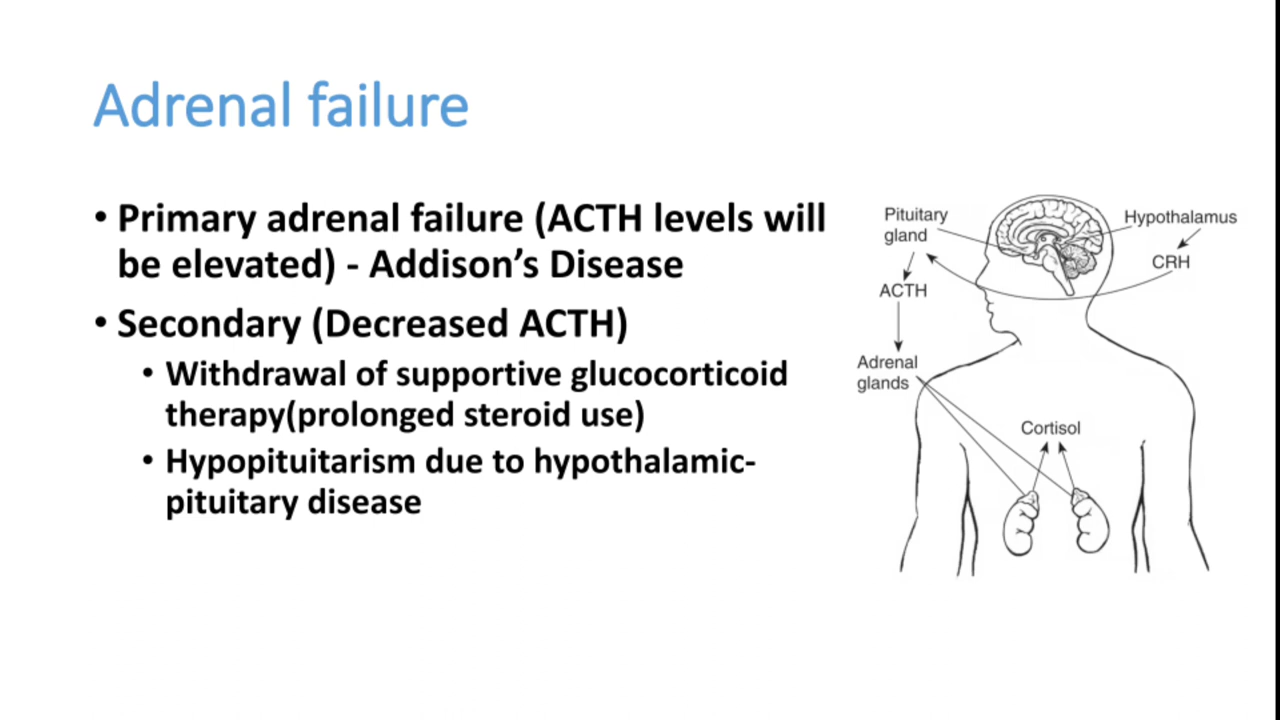 Adrenal failure
• Primary adrenal failure (ACTH levels will
be elevated) - Addison’s Disease
• Secondary (Decreased ACTH)
• Withdrawal of supportive glucocorticoid
therapy(prolonged steroid use)
• Hypopituitarism due to hypothalamic-
pituitary disease
Pituitary
gland
Hypothalamus
CRH
ACTH
Adrenal
glands
Cortisol